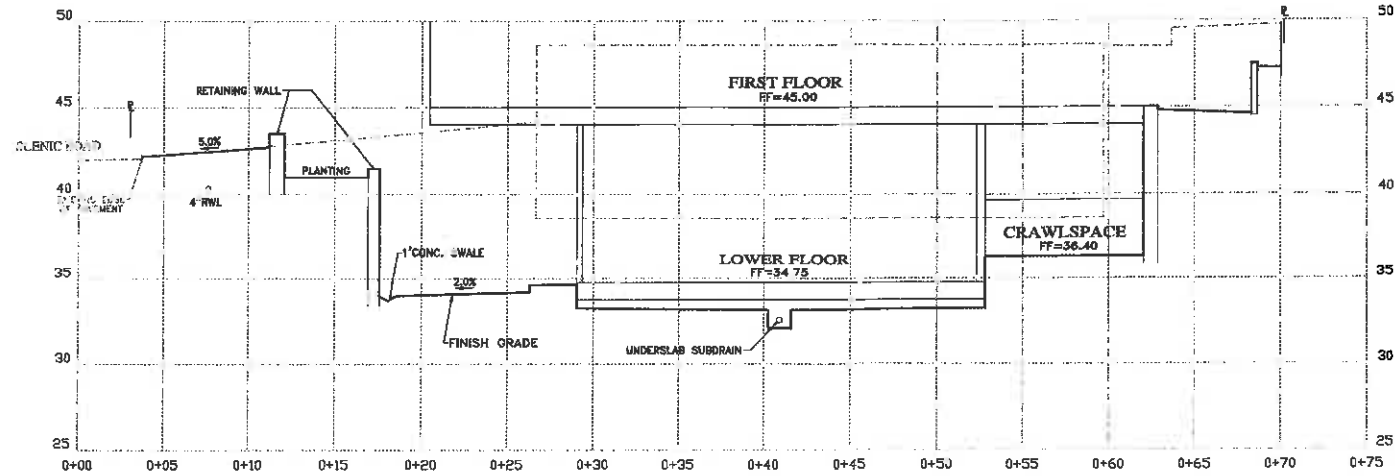 50 50
FIRST FLOOR
FF=45.00
RETAINING WALL
45 45
5.0%
PLANTING
40 40
4"RWL
CRAWLSPACE
FF=36.40
1'CONC. SWALE
LOWER FLOOR
FF=34.75
35 35
2.0%
FINISH GRADE
UNDERSLAB SUBDRAIN
30 30
25 25
0+00 0+05 0+10 0+15 0+20 0+25 0+30 0+35 0+40 0+45 0+50 0+55 0+60 0+65 0+70 0+75